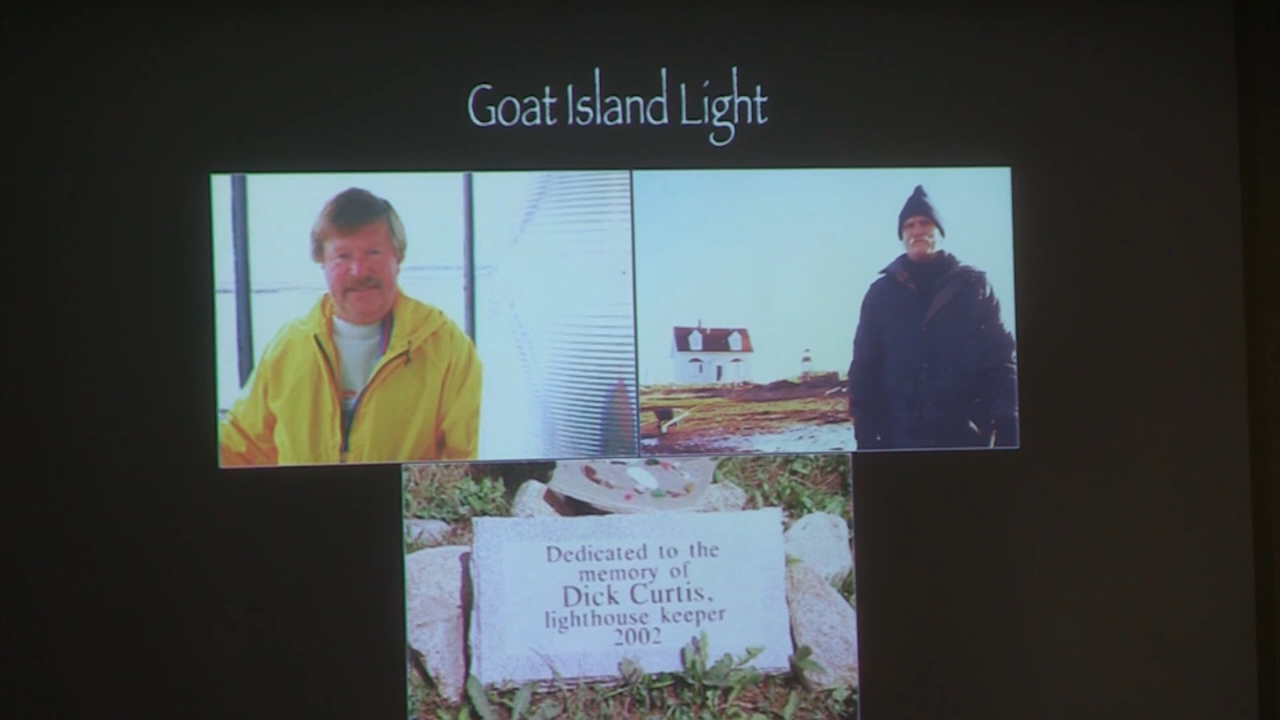 Goat Island Light
Dedicated to the
memory of
Dick Curtis,
lighthouse keeper
2002